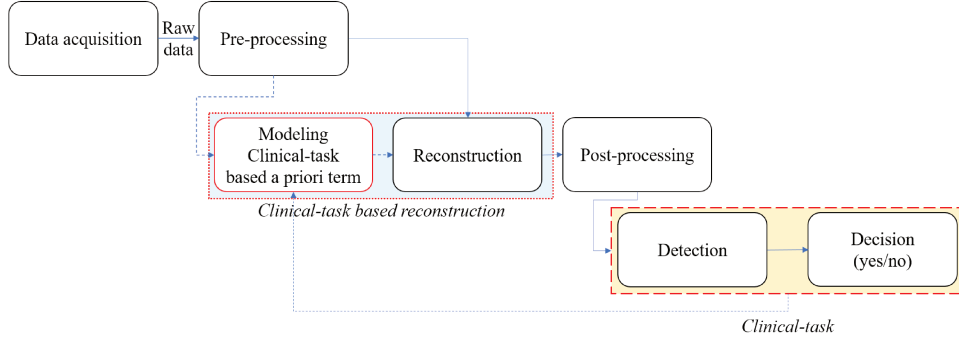 Data acquisition
Raw
data
Pre-processing
Modeling
Clinical-task
based a priori term
Reconstruction
Post-processing
Clinical-task based reconstruction
Detection
Decision
(yes/no)
Clinical-task